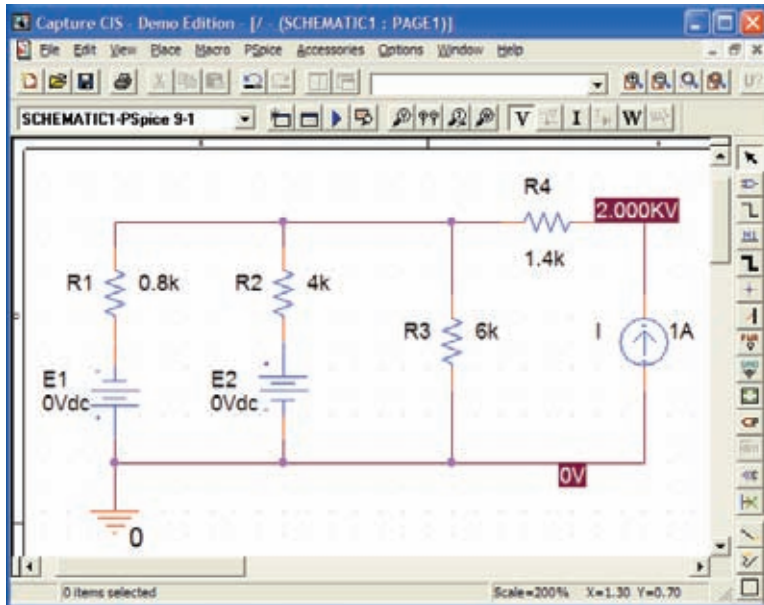 Capture CIS - Demo Edition - [/ - (SCHEMATIC1 : PAGE1)]
File Edit View Place Macro PSpice Accessories Options Window Help
U?
SCHEMATIC1-PSpice 9-1
V I W
R4
2.000KV
1.4k
R1 0.8k
R2 4k
R3 6k
I 1A
E1
0Vdc
E2
0Vdc
0V
0
0 items selected
Scale=200% X=1.30 Y=0.70